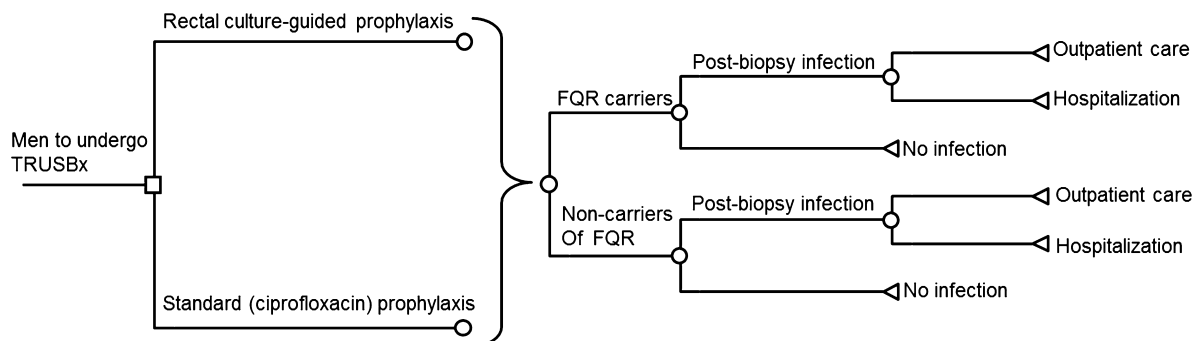 Rectal culture-guided prophylaxis
Outpatient care
Post-biopsy infection
FQR carriers
Hospitalization
Men to undergo
TRUSBx
No infection
Outpatient care
Post-biopsy infection
Non-carriers
Of FQR
Hospitalization
No infection
Standard (ciprofloxacin) prophylaxis